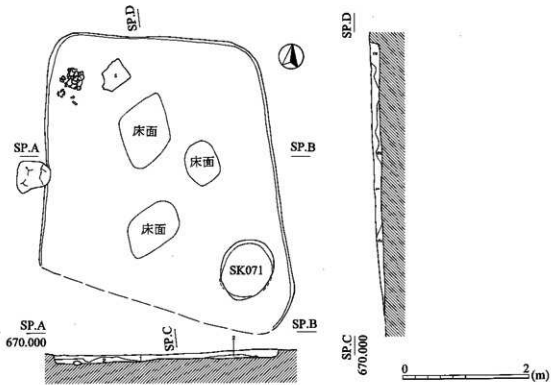 SP.D
SP.D
床面
SP.A
床面
SP.B
床面
SK071
SP.A
670.000
SP.C
SP.B
SP.C
670.000
0
2
(m)